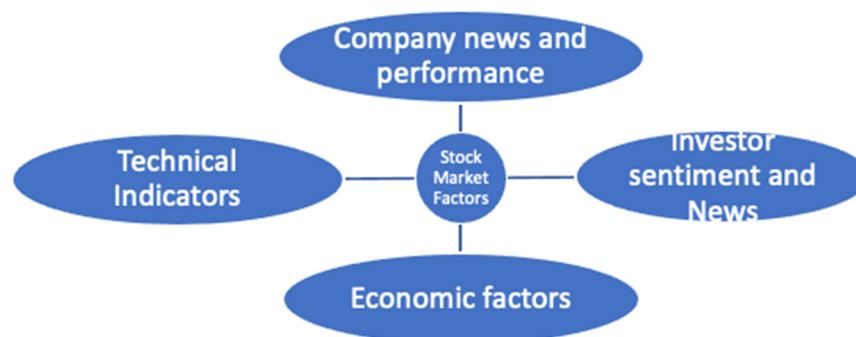 Company news and
performance
Technical
Indicators
Stock
Market
Factors
Investor
sentiment and
News
Economic factors